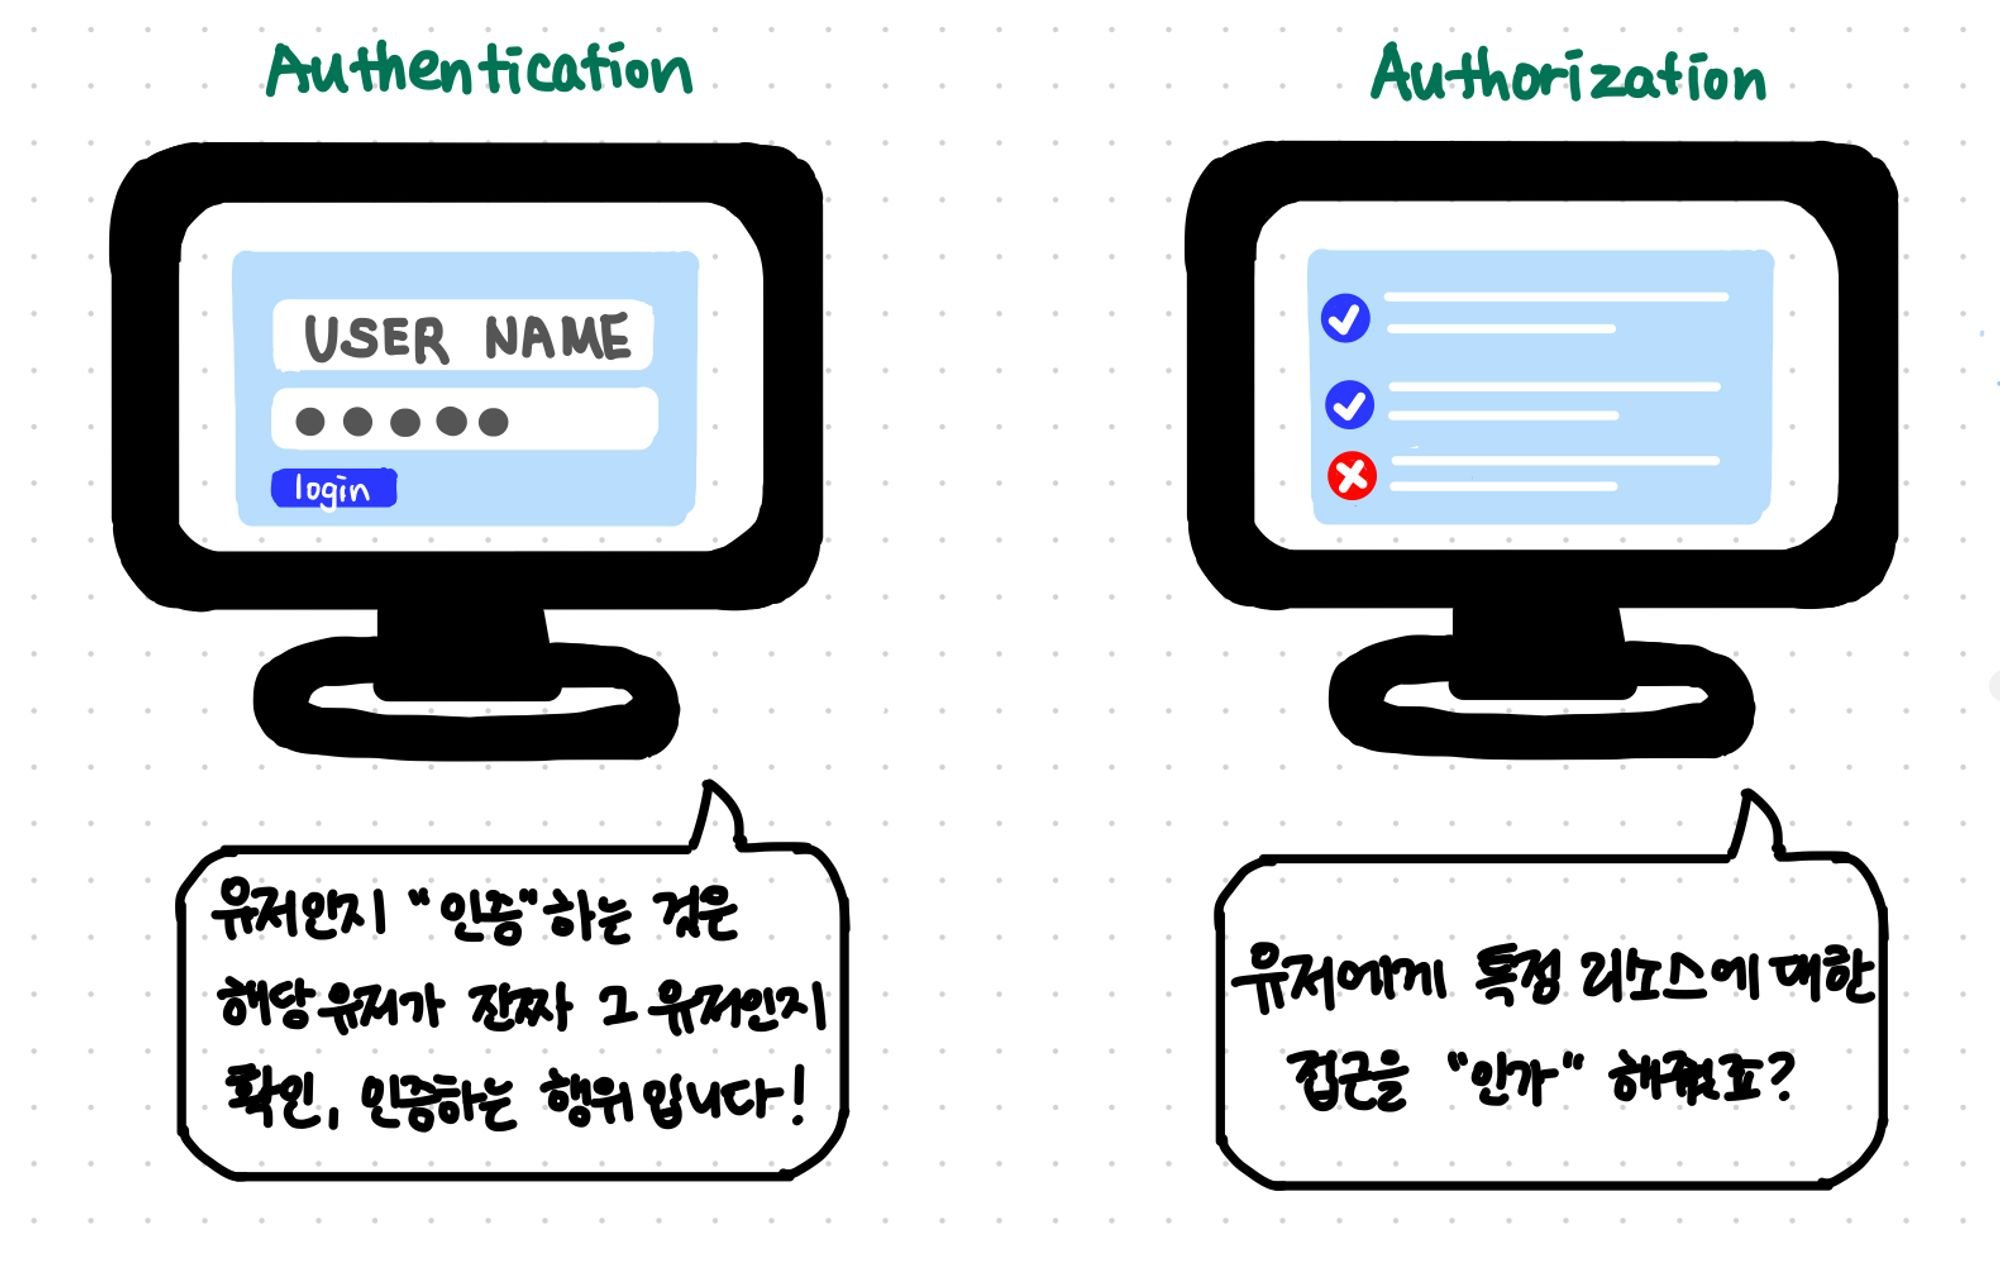 Authentication
USER NAME
login
유저인지 "인증"하는 것은
해당 유저가 진짜 그 유저인지
확인, 인증하는 행위입니다!
Authorization
유저에게 특정 리소스에 대한
접근을 "인가" 해줬죠?